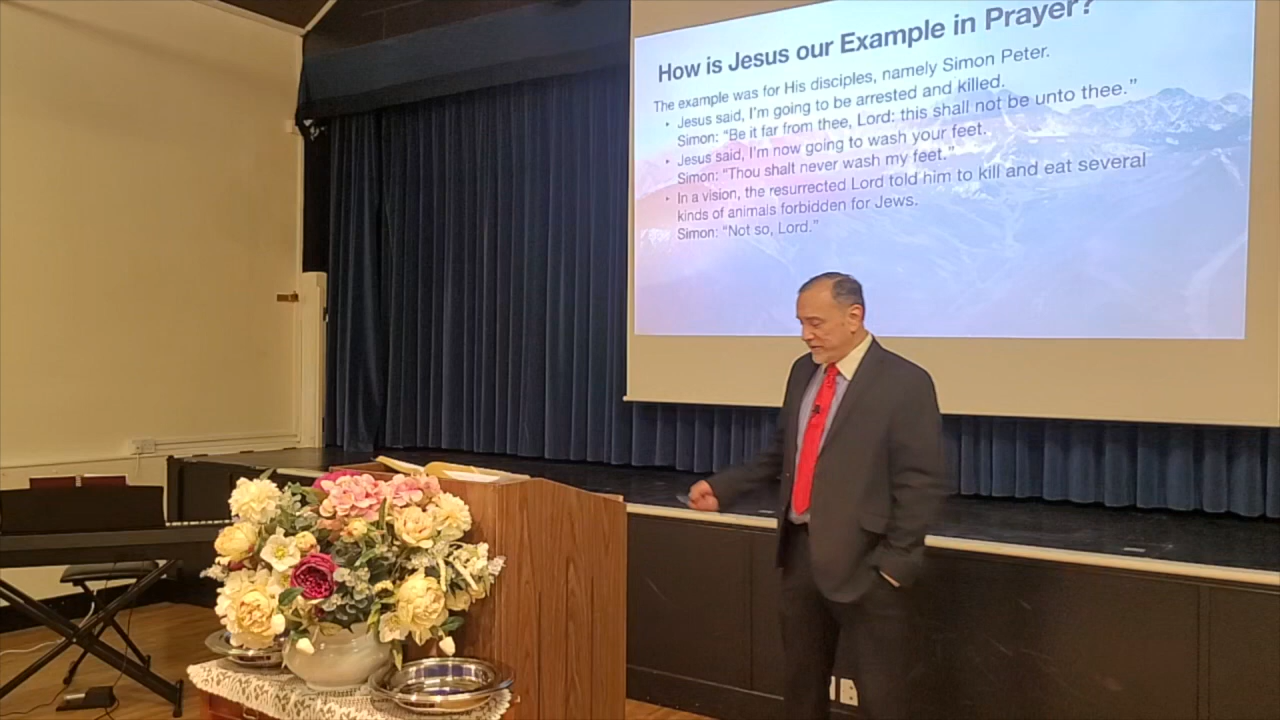 How is Jesus our Example in Prayer?
The example was for His disciples, namely Simon Peter.
• Jesus said, I'm going to be arrested and killed.
Simon: “Be it far from thee, Lord: this shall not be unto thee.”
• Jesus said, I'm now going to wash your feet.
Simon: “Thou shalt never wash my feet.”
• In a vision, the resurrected Lord told him to kill and eat several
kinds of animals forbidden for Jews.
Simon: “Not so, Lord.”